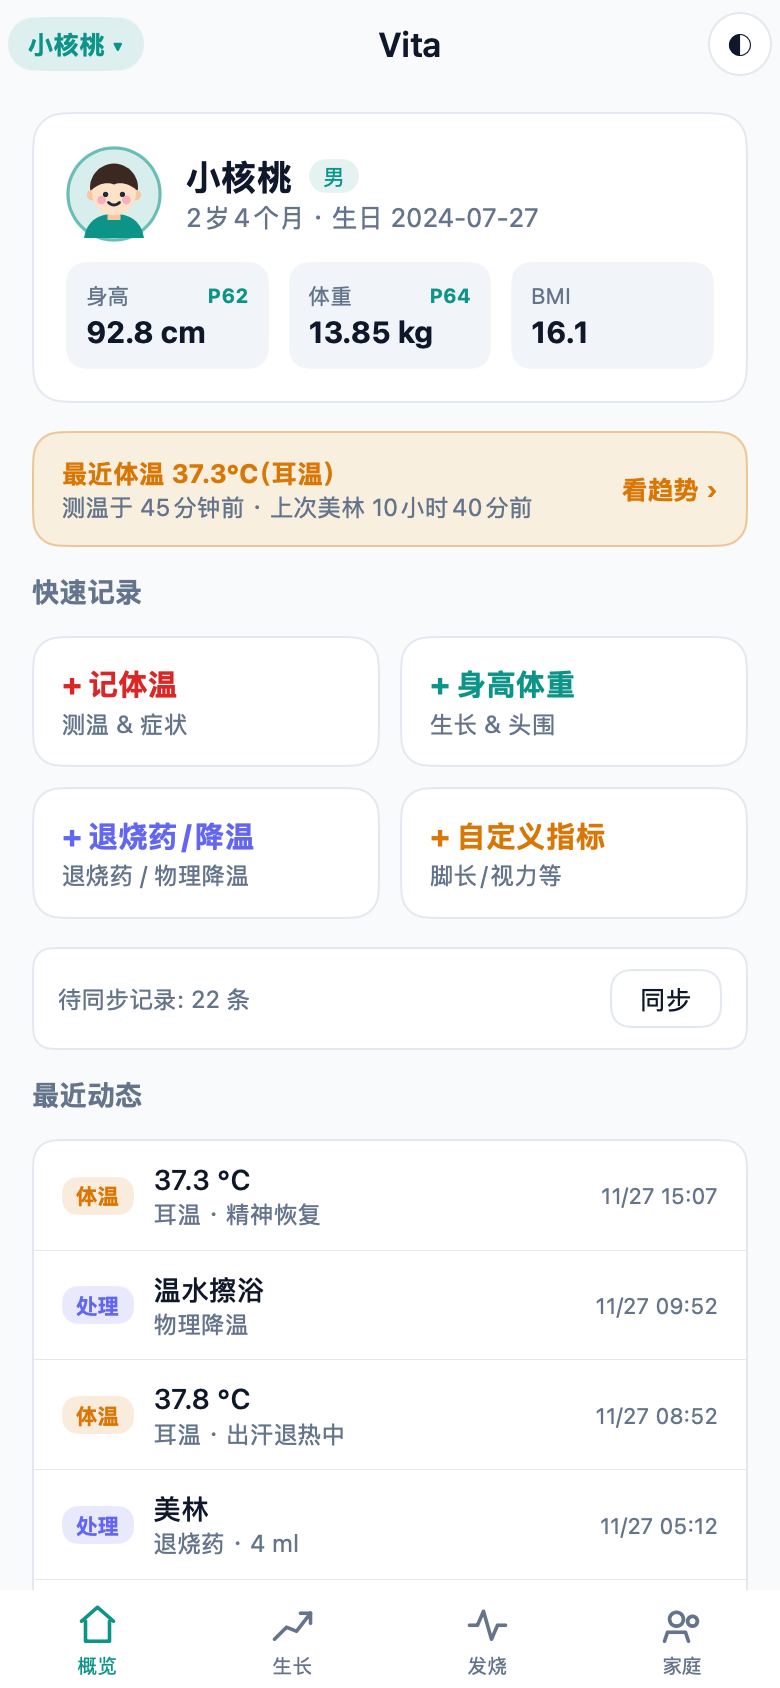 小核桃 ▾
Vita
小核桃 男
2岁4个月 · 生日 2024-07-27
身高 P62
92.8 cm
体重 P64
13.85 kg
BMI
16.1
最近体温 37.3°C(耳温)
测温于 45分钟前 · 上次美林 10小时40分前
看趋势 ›
快速记录
+ 记体温
测温 & 症状
+ 身高体重
生长 & 头围
+ 退烧药/降温
退烧药 / 物理降温
+ 自定义指标
脚长/视力等
待同步记录: 22 条
同步
最近动态
体温
37.3 °C
耳温 · 精神恢复
11/27 15:07
处理
温水擦浴
物理降温
11/27 09:52
体温
37.8 °C
耳温 · 出汗退热中
11/27 08:52
处理
美林
退烧药 · 4 ml
11/27 05:12
概览
生长
发烧
家庭